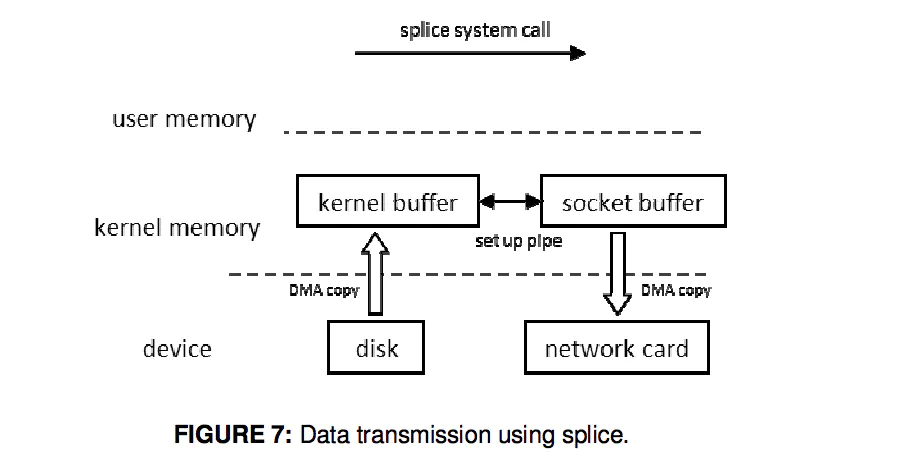 splice system call
user memory
kernel buffer
socket buffer
kernel memory
set up pipe
DMA copy
DMA copy
device
disk
network card
FIGURE 7: Data transmission using splice.